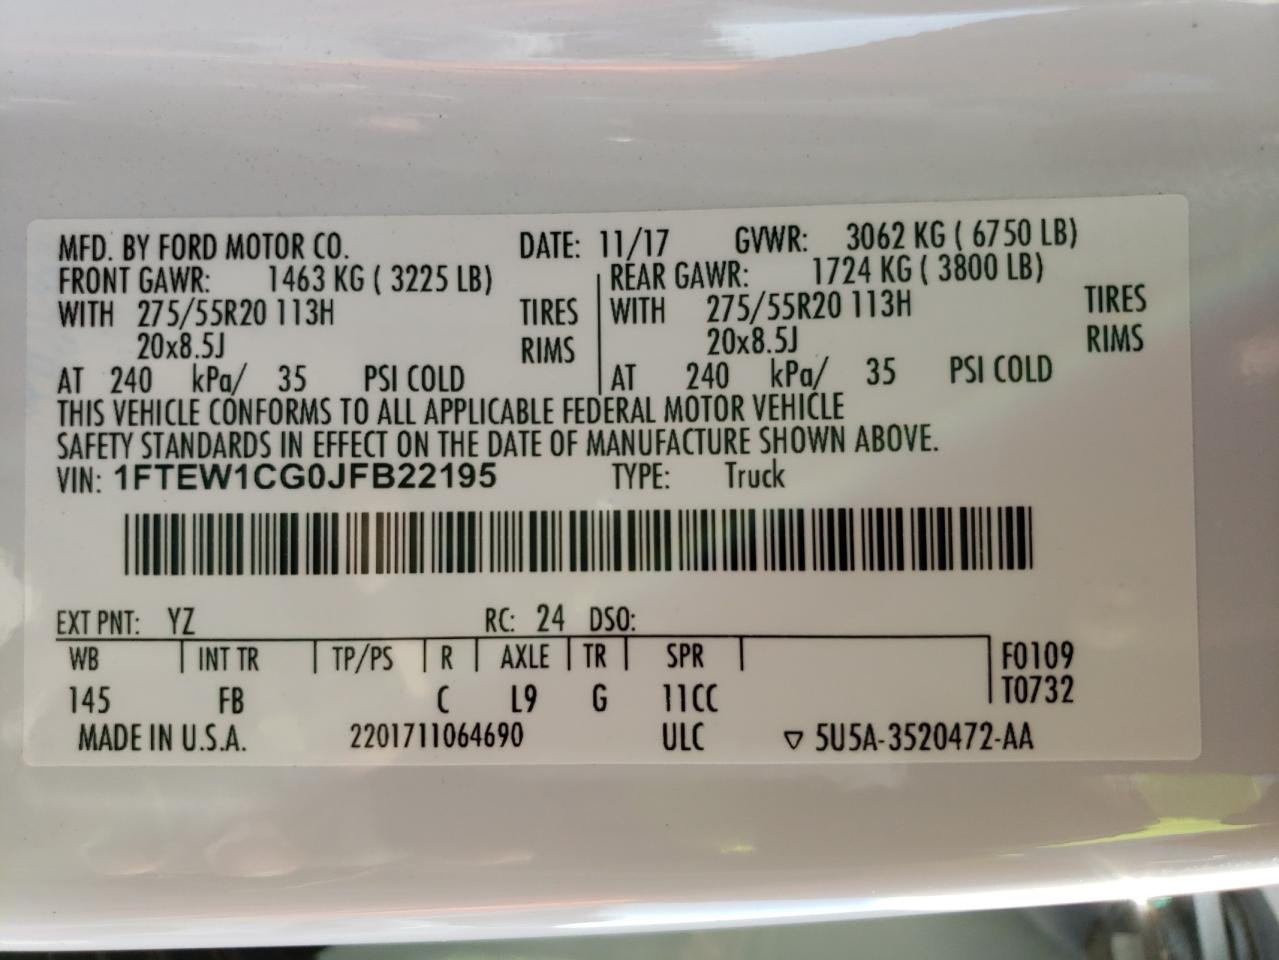 MFD. BY FORD MOTOR CO. DATE: 11/17 GVWR: 3062 KG ( 6750 LB)
FRONT GAWR: 1463 KG ( 3225 LB) REAR GAWR: 1724 KG ( 3800 LB)
WITH 275/55R20 113H TIRES WITH 275/55R20 113H TIRES
20x8.5J RIMS 20x8.5J RIMS
AT 240 kPa/ 35 PSI COLD AT 240 kPa/ 35 PSI COLD
THIS VEHICLE CONFORMS TO ALL APPLICABLE FEDERAL MOTOR VEHICLE
SAFETY STANDARDS IN EFFECT ON THE DATE OF MANUFACTURE SHOWN ABOVE.
VIN: 1FTEW1CG0JFB22195 TYPE: Truck
EXT PNT: YZ RC: 24 DSO:
WB INT TR TP/PS R AXLE TR SPR F0109
145 FB C L9 G 11CC T0732
MADE IN U.S.A. 2201711064690 ULC ▽ 5U5A-3520472-AA